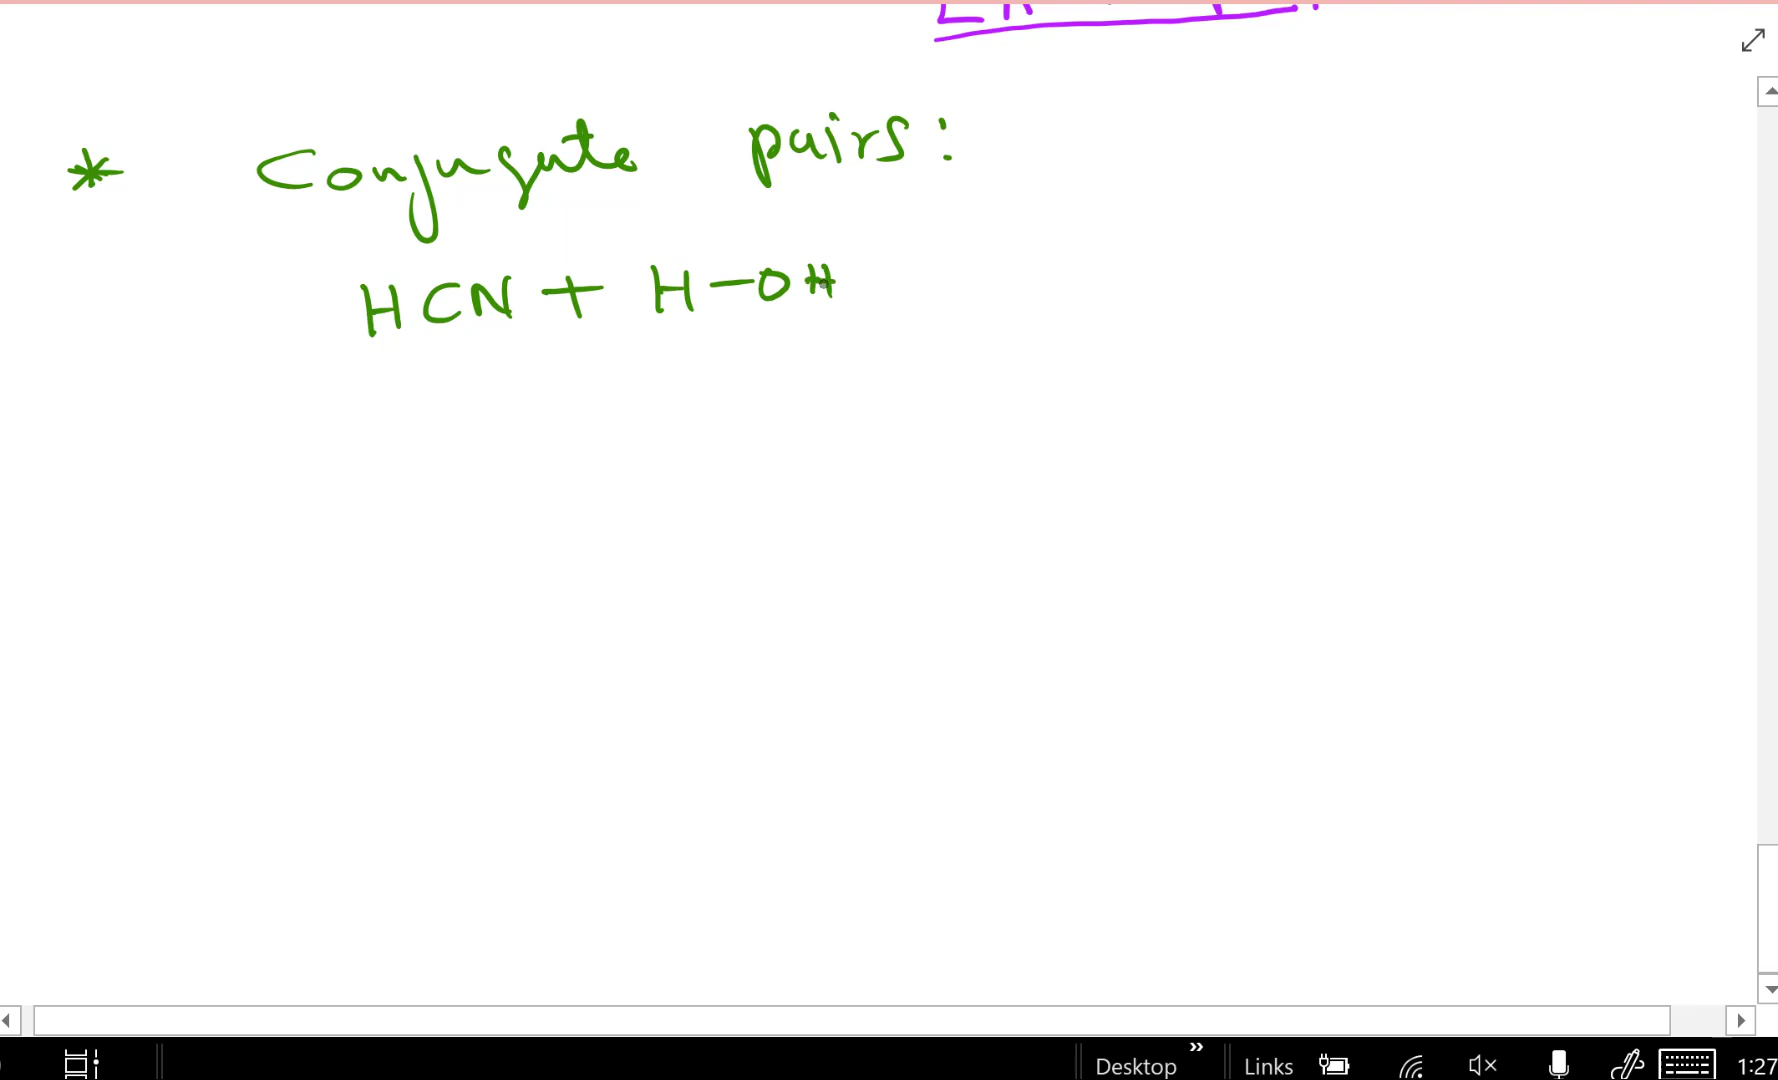 * Conjugate pairs:
HCN + H-OH
Desktop » Links 1:27